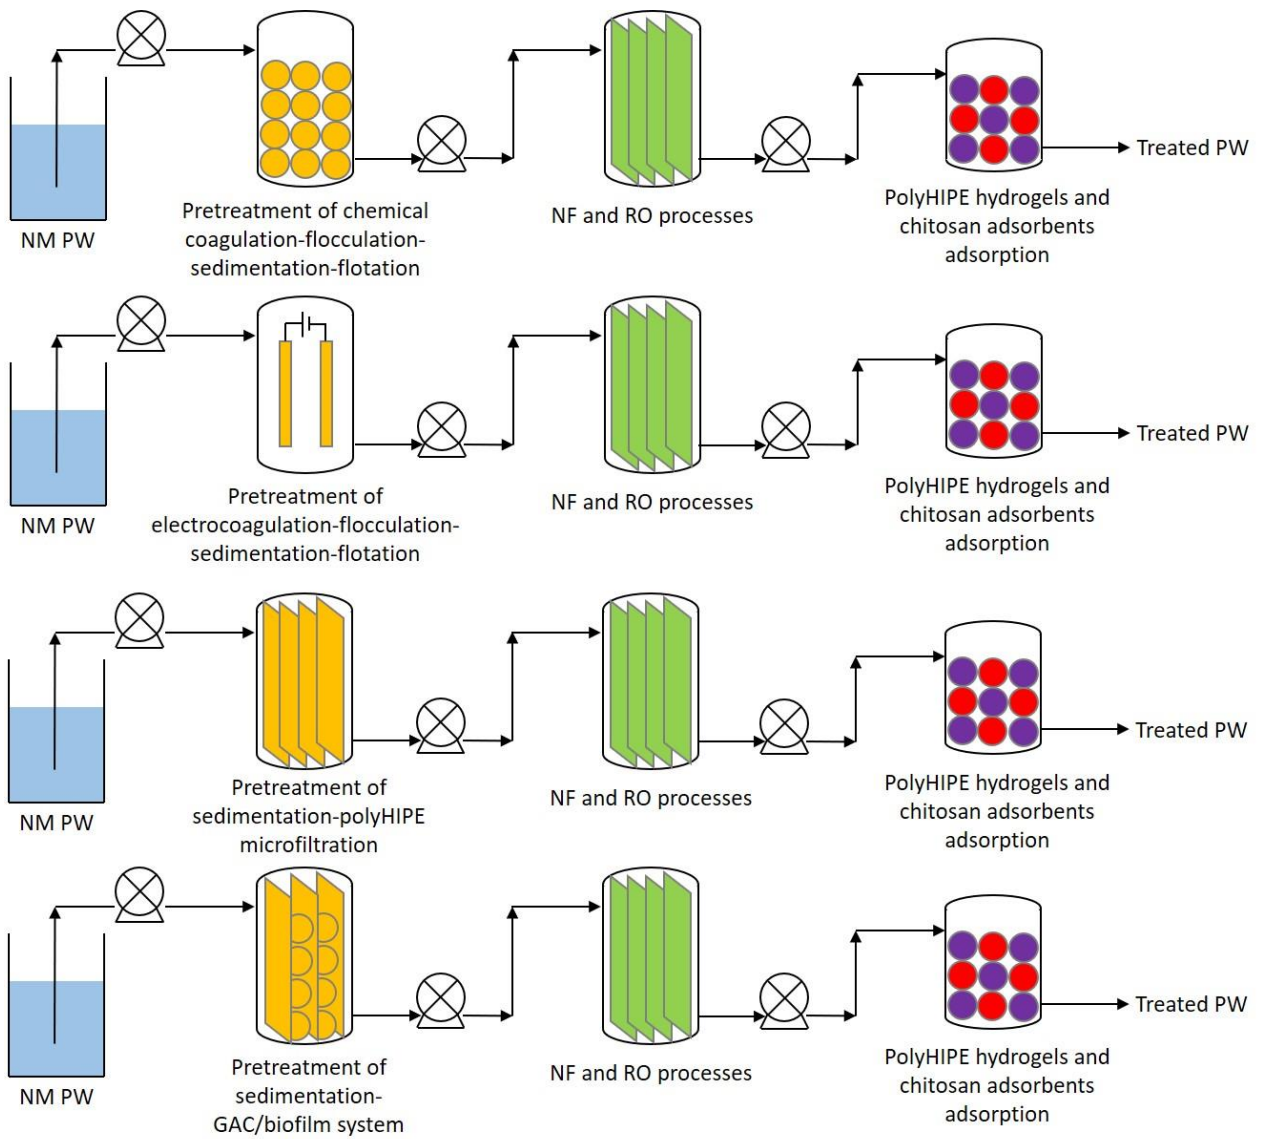 NM PW
Pretreatment of chemical
coagulation-flocculation-
sedimentation-flotation
NF and RO processes
PolyHIPE hydrogels and
chitosan adsorbents
adsorption
Treated PW
NM PW
Pretreatment of
electrocoagulation-flocculation-
sedimentation-flotation
NF and RO processes
PolyHIPE hydrogels and
chitosan adsorbents
adsorption
Treated PW
NM PW
Pretreatment of
sedimentation-polyHIPE
microfiltration
NF and RO processes
PolyHIPE hydrogels and
chitosan adsorbents
adsorption
Treated PW
NM PW
Pretreatment of
sedimentation-
GAC/biofilm system
NF and RO processes
PolyHIPE hydrogels and
chitosan adsorbents
adsorption
Treated PW